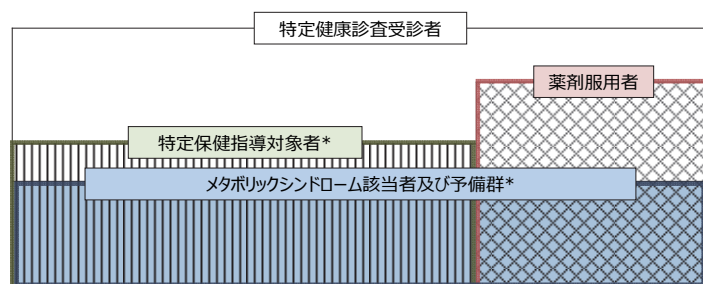 特定健康診査受診者
薬剤服用者
特定保健指導対象者*
メタボリックシンドローム該当者及び予備群*